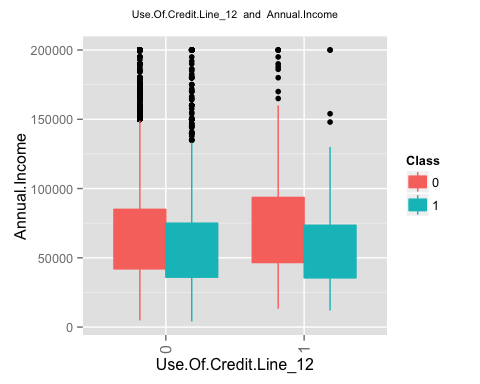 Use.Of.Credit.Line_12 and Annual.Income
200000
150000
100000
50000
0
Annual.Income
0
1
Use.Of.Credit.Line_12
Class
0
1